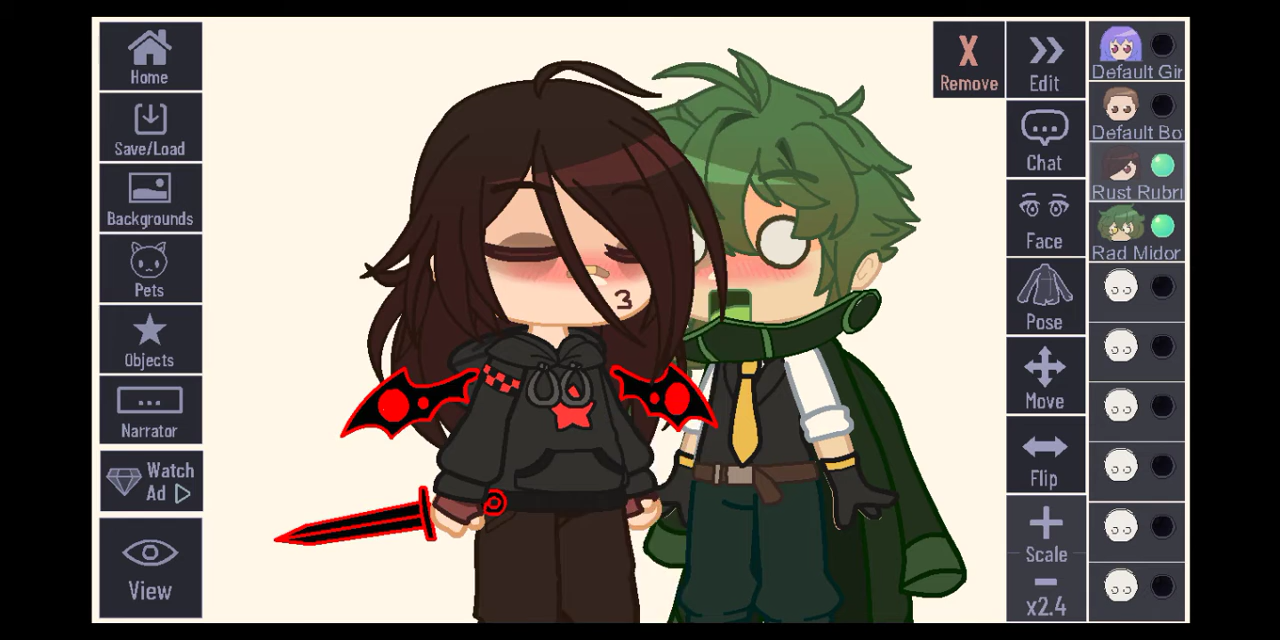 Home
Save/Load
Backgrounds
Pets
Objects
Narrator
Watch
Ad
View
X
Remove
Edit
Chat
Face
Pose
Move
Flip
Scale
x2.4
Default Gir
Default Bo
Rust Rubri
Rad Midor